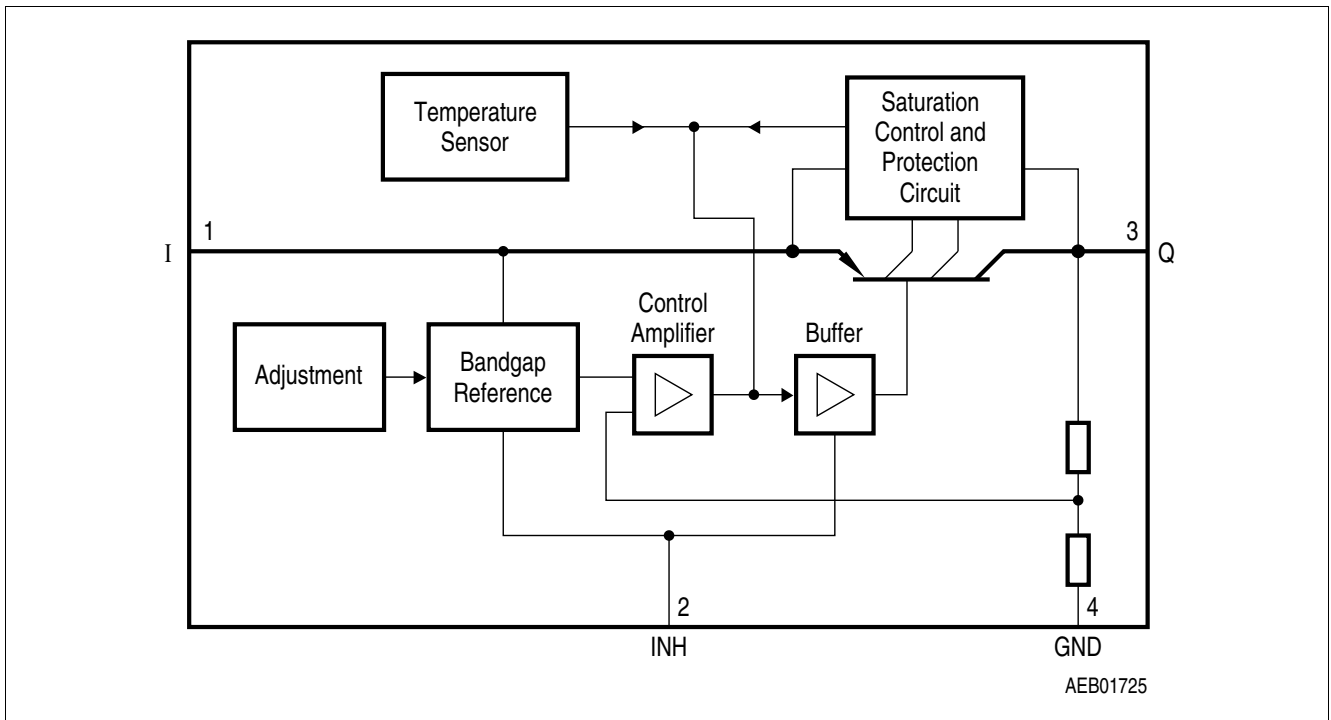 Temperature
Sensor
Saturation
Control and
Protection
Circuit
1
I
3
Q
Control
Amplifier
Buffer
Adjustment
Bandgap
Reference
2
4
INH
GND
AEB01725